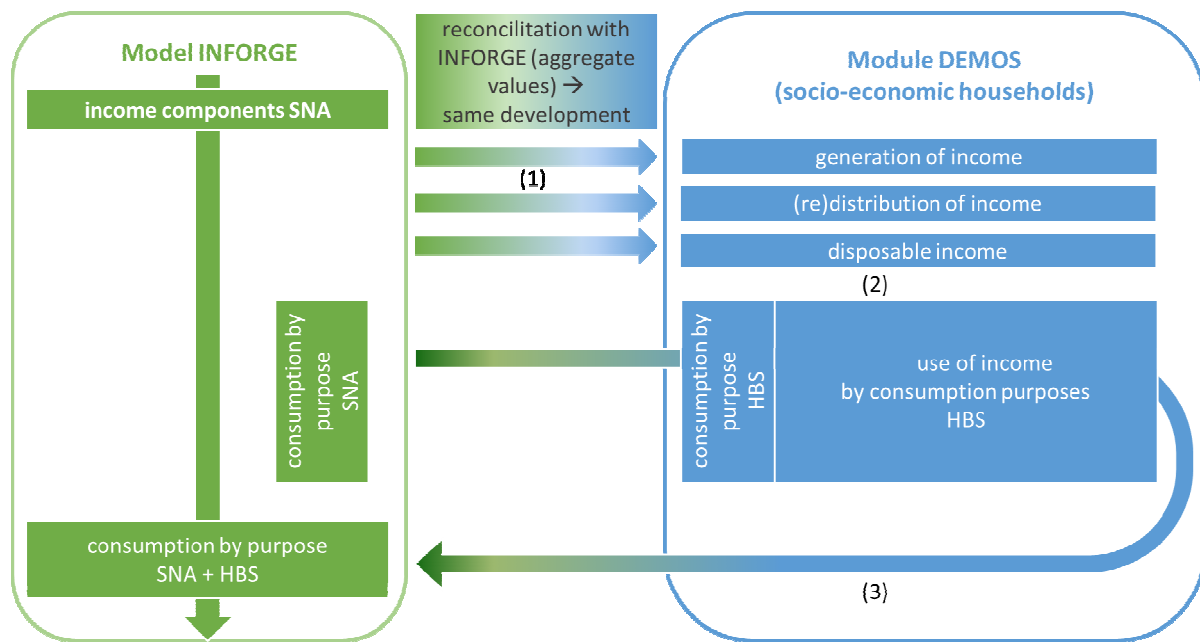 Model INFORGE
income components SNA
reconcilitation with
INFORGE (aggregate
values) →
same development
Module DEMOS
(socio-economic households)
(1)
generation of income
(re)distribution of income
disposable income
(2)
consumption by
purpose
SNA
consumption by
purpose
HBS
use of income
by consumption purposes
HBS
consumption by purpose
SNA + HBS
(3)